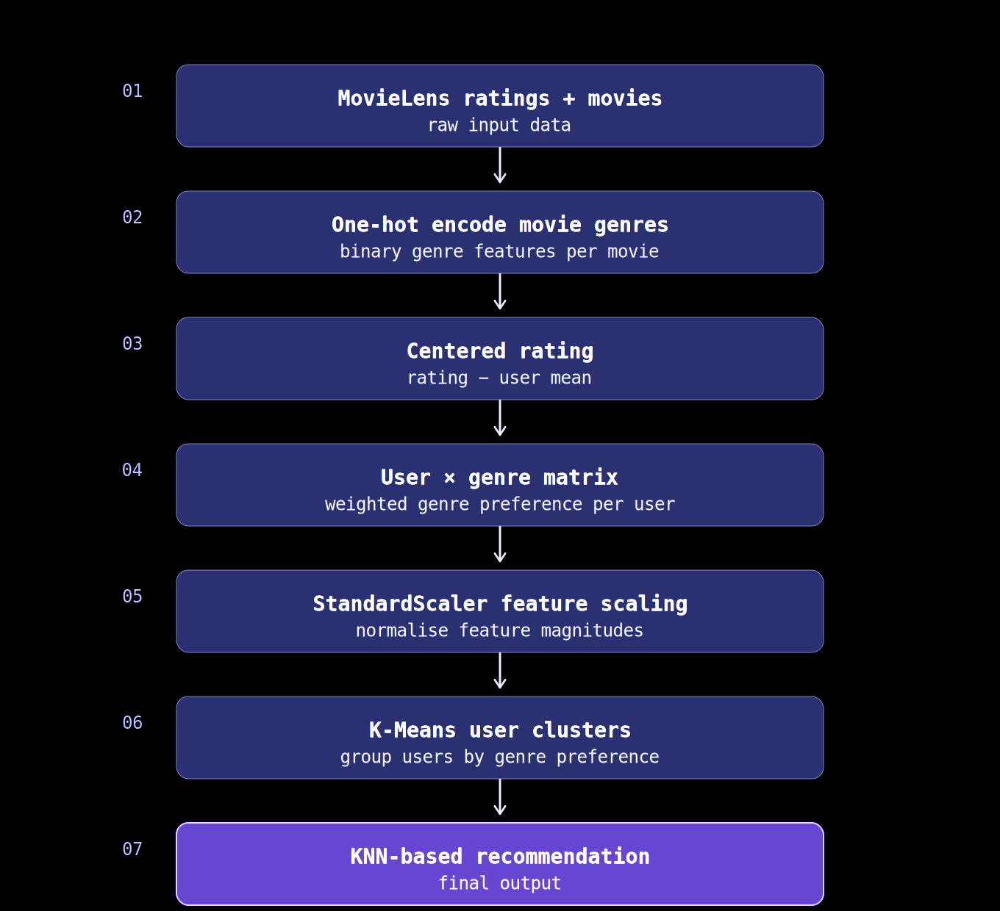 01
MovieLens ratings + movies
raw input data
02
One-hot encode movie genres
binary genre features per movie
03
Centered rating
rating − user mean
04
User × genre matrix
weighted genre preference per user
05
StandardScaler feature scaling
normalise feature magnitudes
06
K-Means user clusters
group users by genre preference
07
KNN-based recommendation
final output